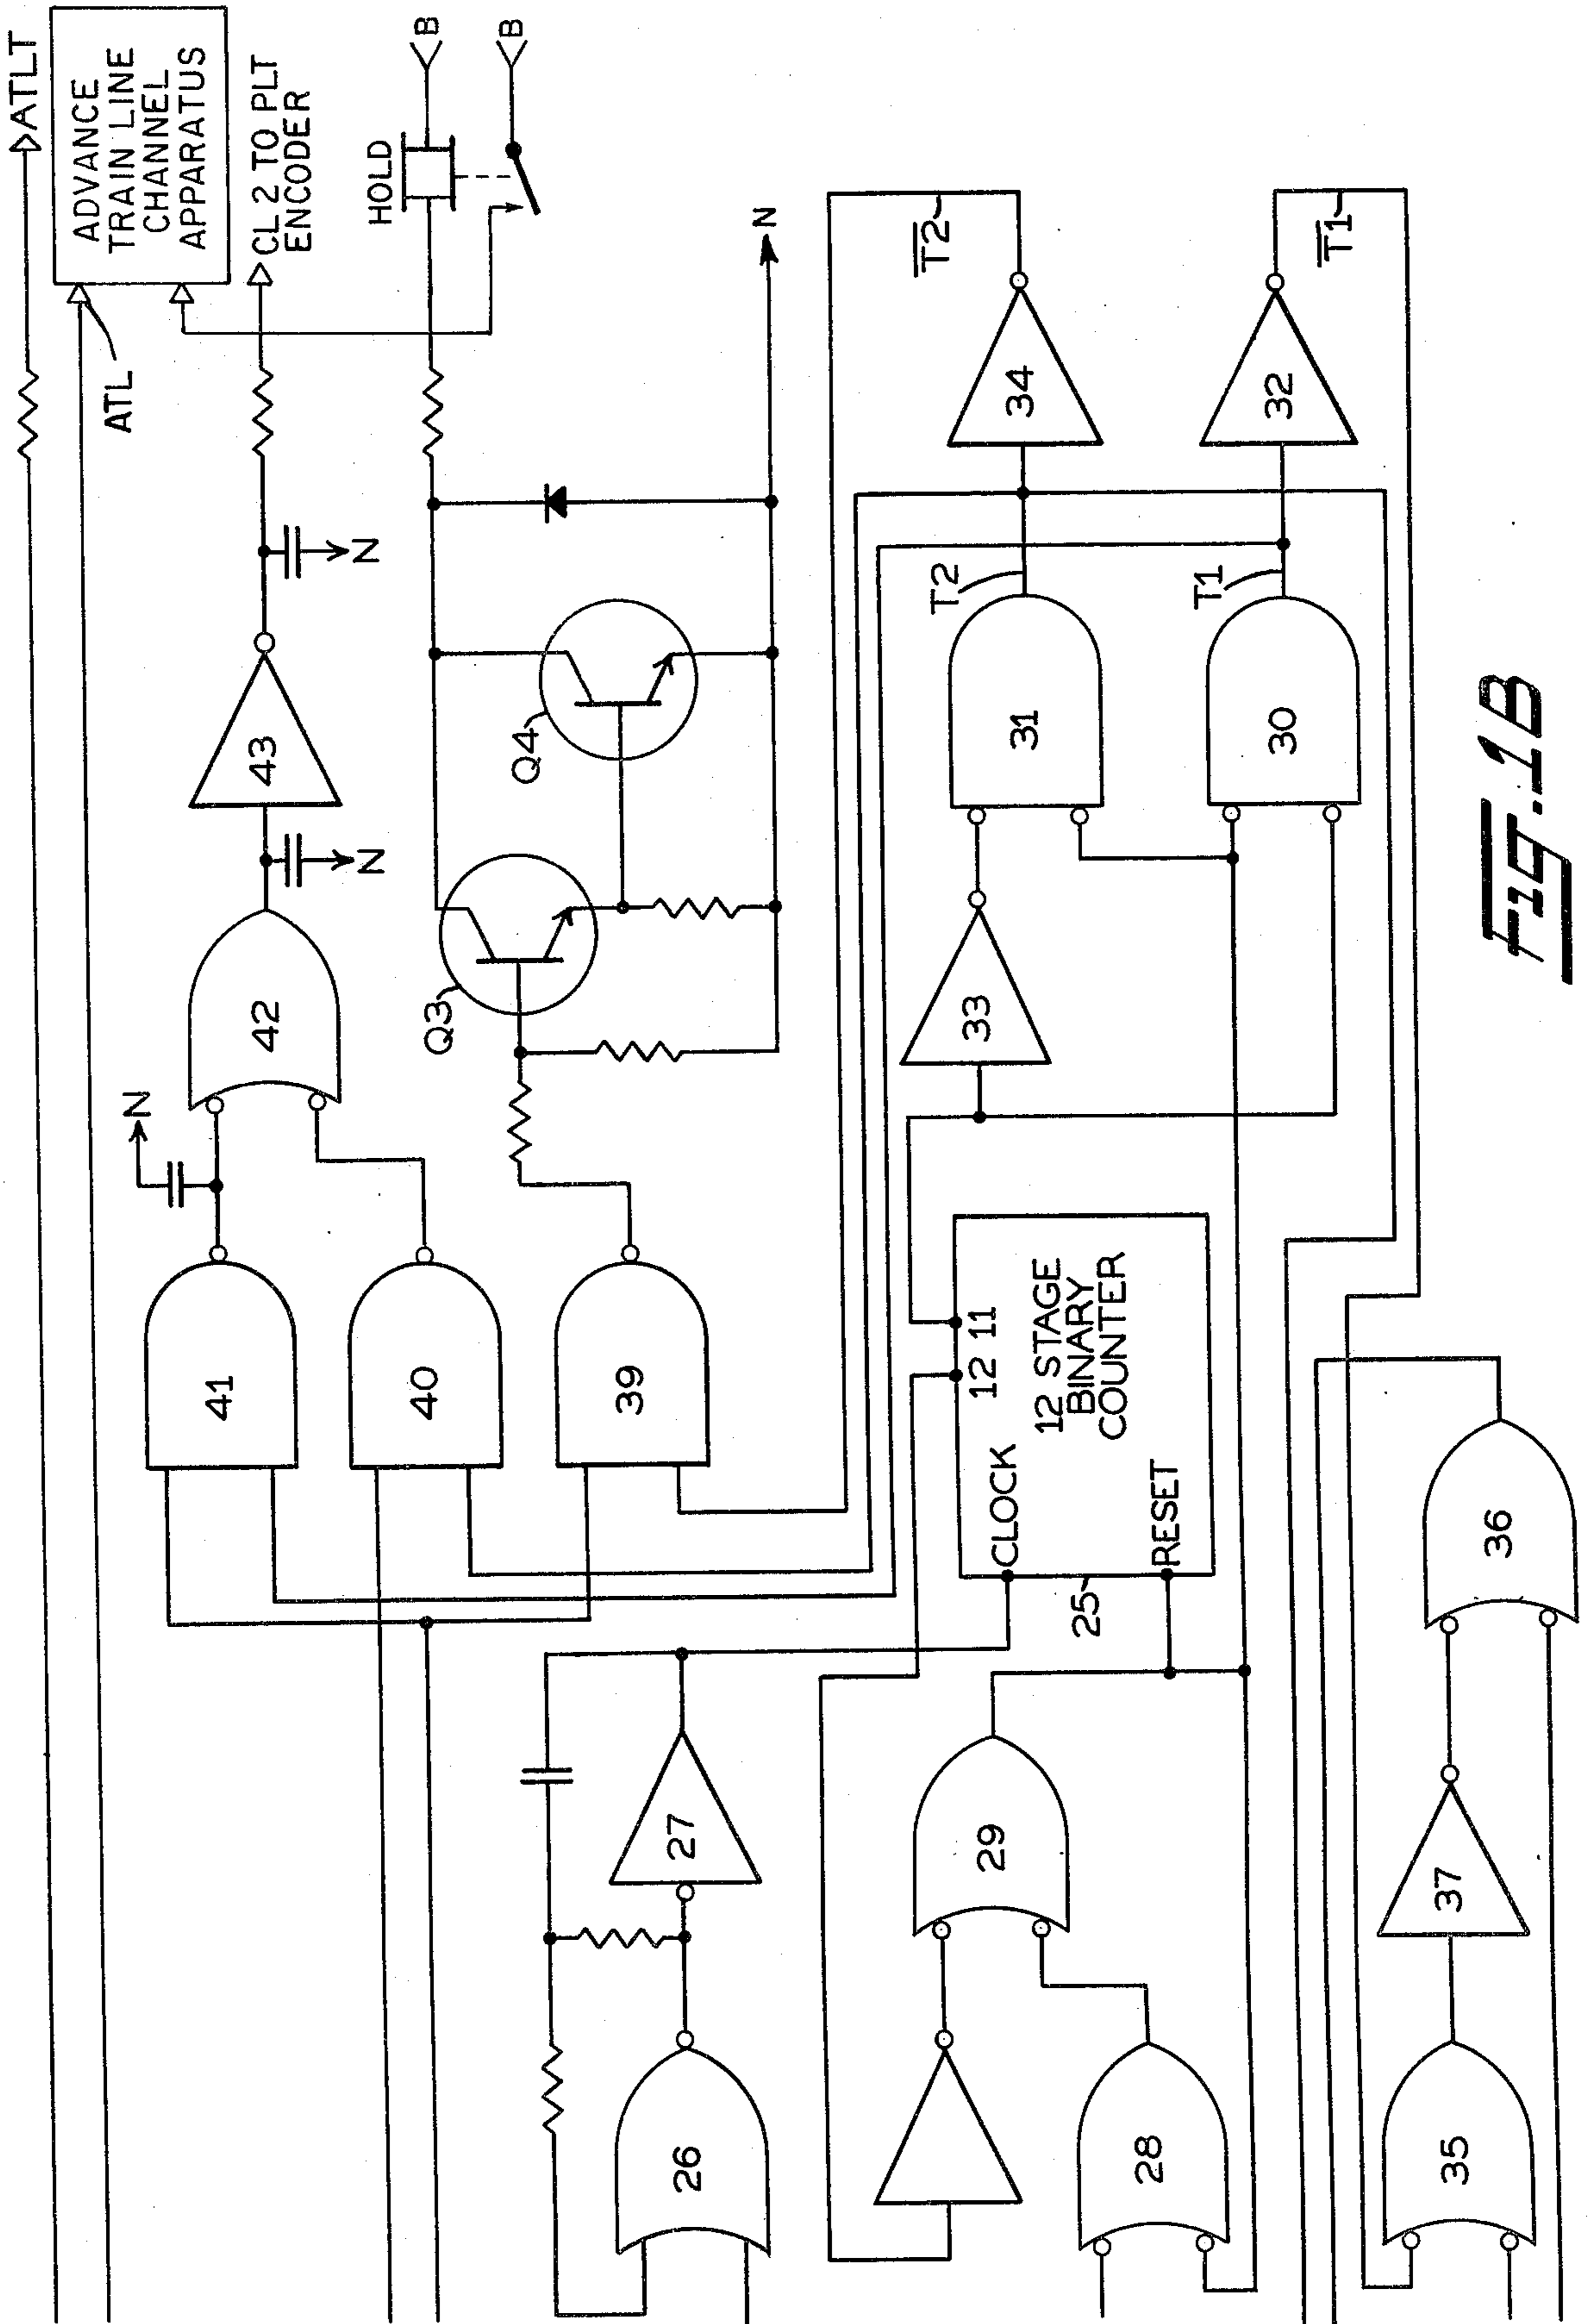 ATLT
ADVANCE
TRAIN LINE
CHANNEL
APPARATUS
ATL
CL2 TO PLT
ENCODER
HOLD
B
B
N
N
N
N
43
42
41
40
39
Q3
Q4
T2
T2
T1
T1
34
32
31
30
33
12 11
12 STAGE
BINARY
COUNTER
CLOCK
RESET
25
27
26
29
28
36
37
35
FIG. 1B